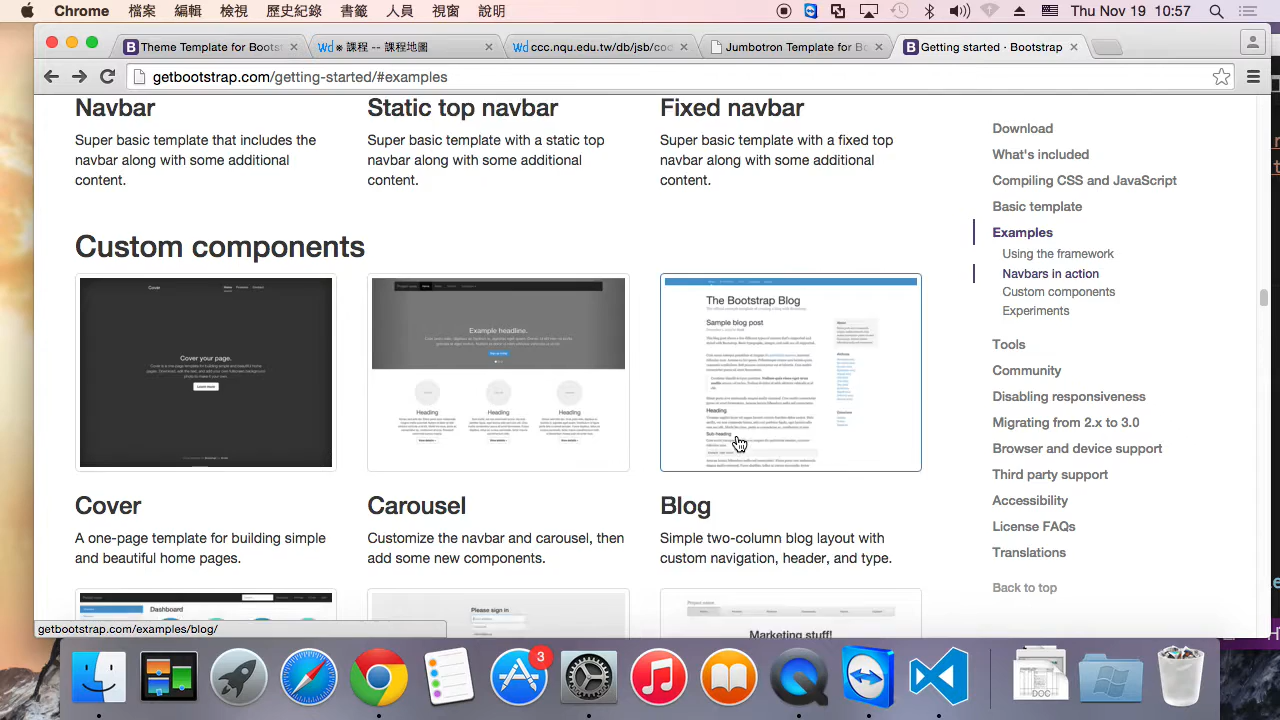 Chrome 檔案 編輯 檢視 歷史紀錄 書籤 人員 視窗 說明 Thu Nov 19 10:57
Theme Template for Boots
課程 -- 課程地圖
Jumbotron Template for Bo
Getting started · Bootstrap
getbootstrap.com/getting-started/#examples
Navbar
Super basic template that includes the
navbar along with some additional
content.
Static top navbar
Super basic template with a static top
navbar along with some additional
content.
Fixed navbar
Super basic template with a fixed top
navbar along with some additional
content.
Custom components
Cover
Cover your page.
Learn more
Example headline.
Heading
Heading
Heading
The Bootstrap Blog
Sample blog post
Heading
Sub-heading
Cover
A one-page template for building simple
and beautiful home pages.
Carousel
Customize the navbar and carousel, then
add some new components.
Blog
Simple two-column blog layout with
custom navigation, header, and type.
Dashboard
Please sign in
Marketing stuff!
Download
What's included
Compiling CSS and JavaScript
Basic template
Examples
Using the framework
Navbars in action
Custom components
Experiments
Tools
Community
Disabling responsiveness
Migrating from 2.x to 3.0
Browser and device support
Third party support
Accessibility
License FAQs
Translations
Back to top
getbootstrap.com/examples/blog/
3
DOC